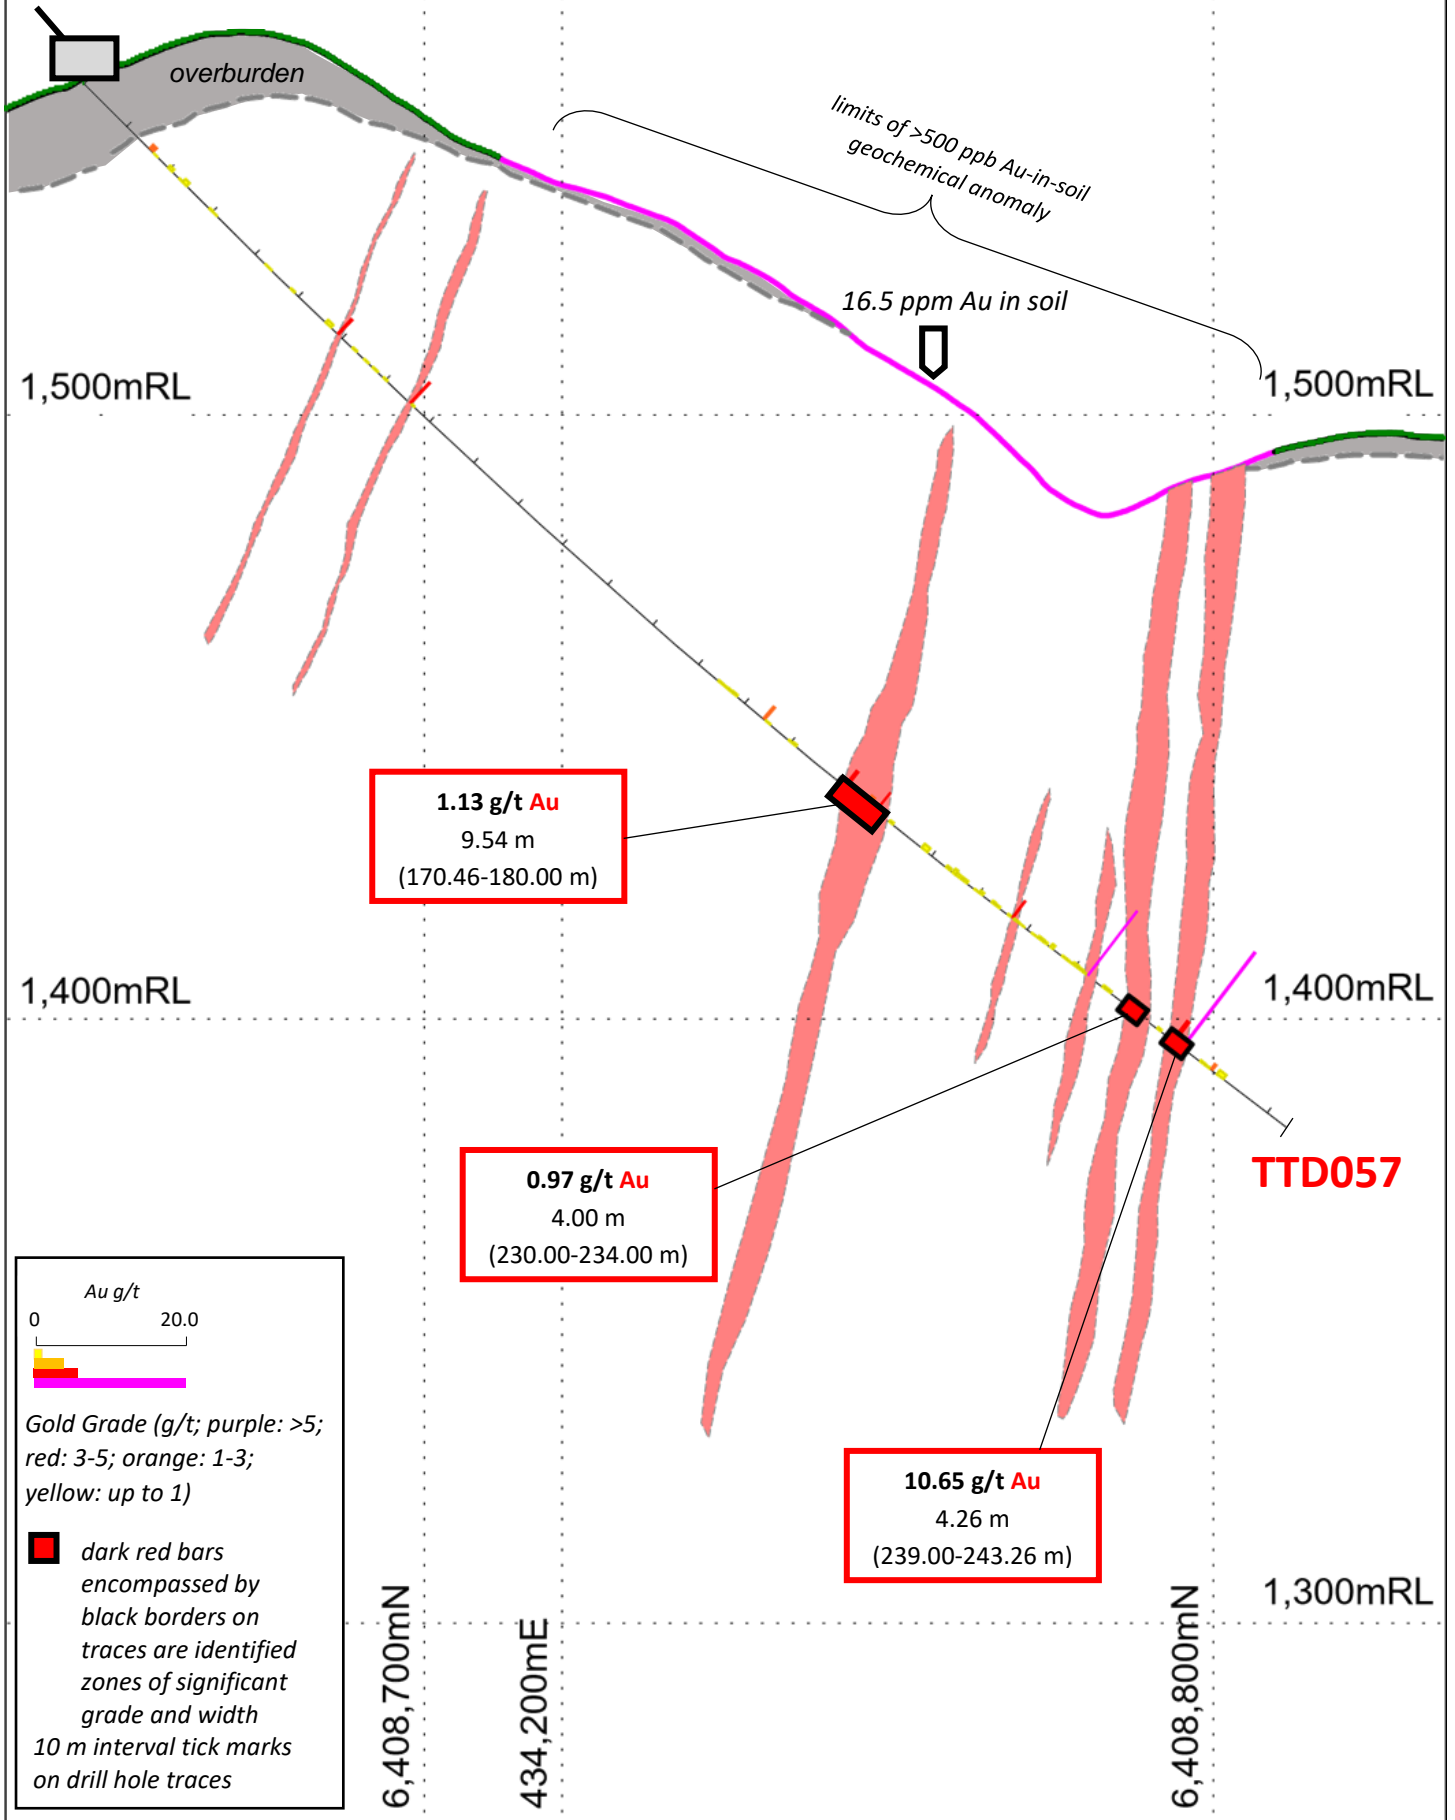 overburden
limits of >500 ppb Au-in-soil
geochemical anomaly
16.5 ppm Au in soil
1,500mRL
1,500mRL
1.13 g/t Au
9.54 m
(170.46-180.00 m)
1,400mRL
1,400mRL
0.97 g/t Au
4.00 m
(230.00-234.00 m)
TTD057
10.65 g/t Au
4.26 m
(239.00-243.26 m)
1,300mRL
6,408,700mN
434,200mE
6,408,800mN
Au g/t
0 20.0
Gold Grade (g/t; purple: >5;
red: 3-5; orange: 1-3;
yellow: up to 1)
dark red bars
encompassed by
black borders on
traces are identified
zones of significant
grade and width
10 m interval tick marks
on drill hole traces